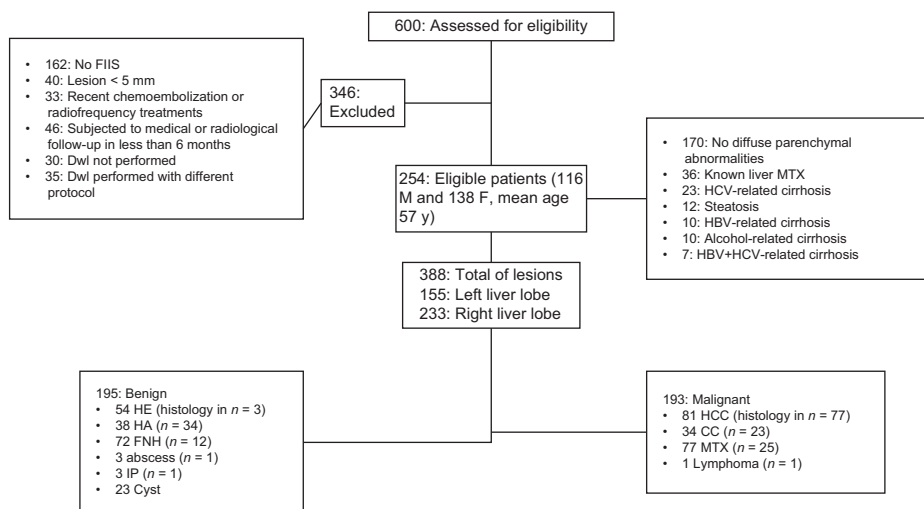 600: Assessed for eligibility
• 162: No FIIS
• 40: Lesion < 5 mm
• 33: Recent chemoembolization or
radiofrequency treatments
• 46: Subjected to medical or radiological
follow-up in less than 6 months
• 30: Dwl not performed
• 35: Dwl performed with different
protocol
346:
Excluded
254: Eligible patients (116
M and 138 F, mean age
57 y)
• 170: No diffuse parenchymal
abnormalities
• 36: Known liver MTX
• 23: HCV-related cirrhosis
• 12: Steatosis
• 10: HBV-related cirrhosis
• 10: Alcohol-related cirrhosis
• 7: HBV+HCV-related cirrhosis
388: Total of lesions
155: Left liver lobe
233: Right liver lobe
195: Benign
• 54 HE (histology in n = 3)
• 38 HA (n = 34)
• 72 FNH (n = 12)
• 3 abscess (n = 1)
• 3 IP (n = 1)
• 23 Cyst
193: Malignant
• 81 HCC (histology in n = 77)
• 34 CC (n = 23)
• 77 MTX (n = 25)
• 1 Lymphoma (n = 1)